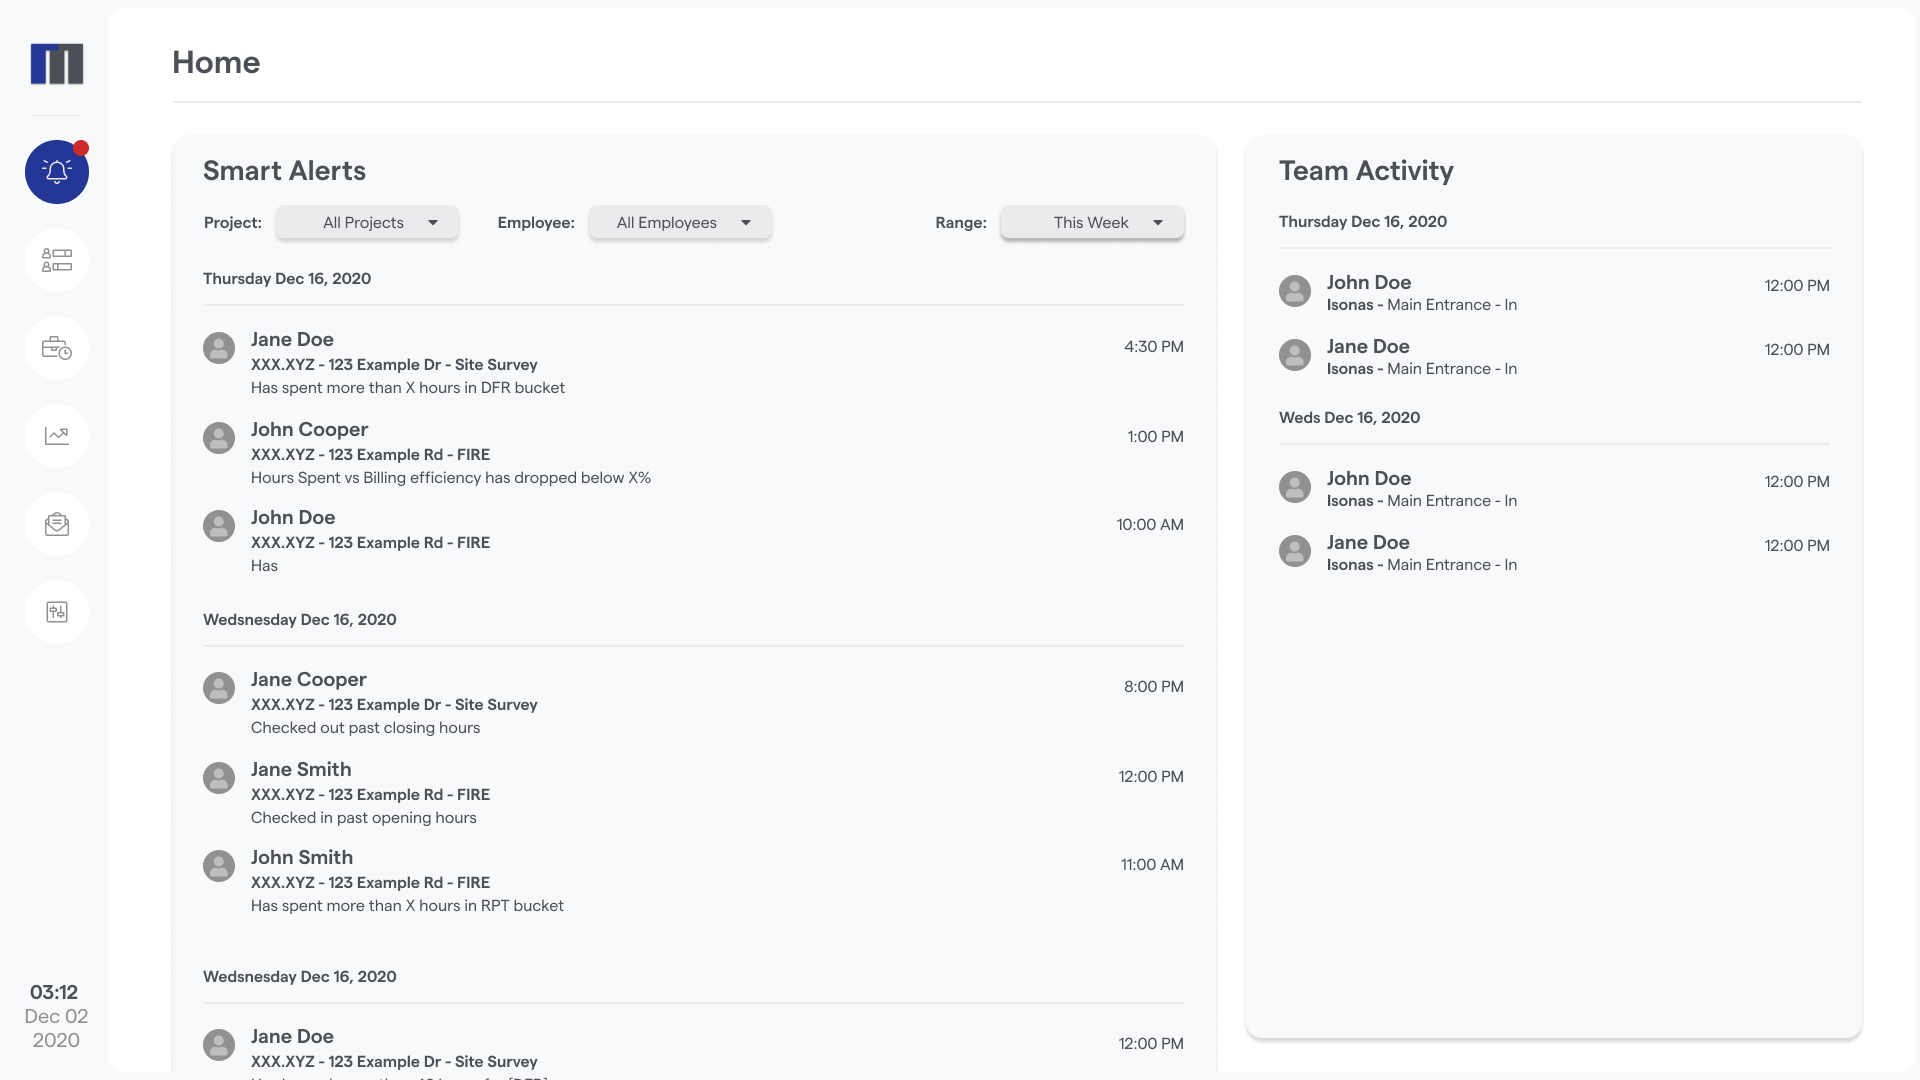 Home
Smart Alerts
Project: All Projects Employee: All Employees Range: This Week
Thursday Dec 16, 2020
Jane Doe 4:30 PM
XXX.XYZ - 123 Example Dr - Site Survey
Has spent more than X hours in DFR bucket
John Cooper 1:00 PM
XXX.XYZ - 123 Example Rd - FIRE
Hours Spent vs Billing efficiency has dropped below X%
John Doe 10:00 AM
XXX.XYZ - 123 Example Rd - FIRE
Has
Wedsnesday Dec 16, 2020
Jane Cooper 8:00 PM
XXX.XYZ - 123 Example Dr - Site Survey
Checked out past closing hours
Jane Smith 12:00 PM
XXX.XYZ - 123 Example Rd - FIRE
Checked in past opening hours
John Smith 11:00 AM
XXX.XYZ - 123 Example Rd - FIRE
Has spent more than X hours in RPT bucket
Wedsnesday Dec 16, 2020
Jane Doe 12:00 PM
XXX.XYZ - 123 Example Dr - Site Survey
Team Activity
Thursday Dec 16, 2020
John Doe 12:00 PM
Isonas - Main Entrance - In
Jane Doe 12:00 PM
Isonas - Main Entrance - In
Weds Dec 16, 2020
John Doe 12:00 PM
Isonas - Main Entrance - In
Jane Doe 12:00 PM
Isonas - Main Entrance - In
03:12
Dec 02
2020